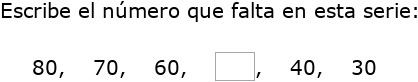 Escribe el número que falta en esta serie:
80, 70, 60, , 40, 30